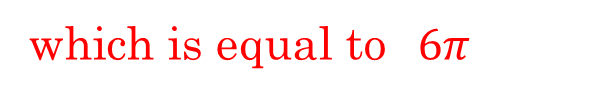 which is equal to 6π